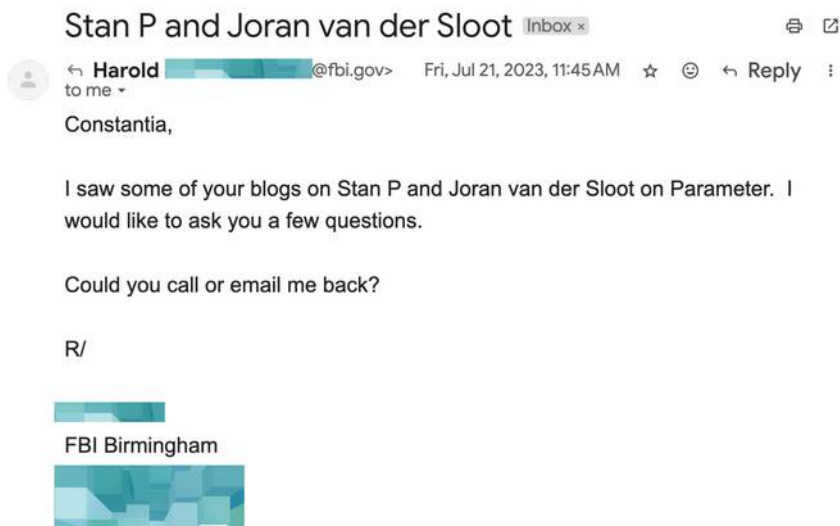 Stan P and Joran van der Sloot Inbox ×
Harold @fbi.gov> Fri, Jul 21, 2023, 11:45 AM Reply
to me
Constantia,
I saw some of your blogs on Stan P and Joran van der Sloot on Parameter. I
would like to ask you a few questions.
Could you call or email me back?
R/
FBI Birmingham